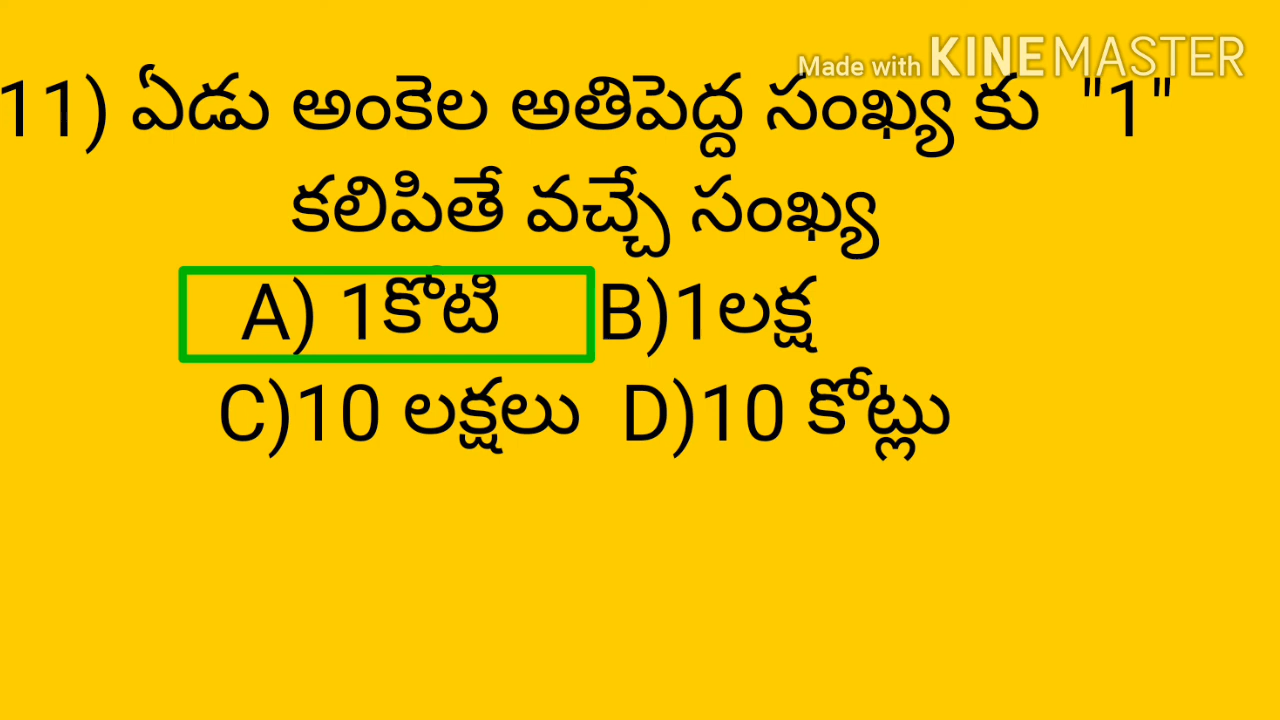 Made with KINEMASTER
11) ఏడు అంకెల అతిపెద్ద సంఖ్య కు "1"
కలిపితే వచ్చే సంఖ్య
A) 1కోటి B)1లక్ష
C)10 లక్షలు D)10 కోట్లు